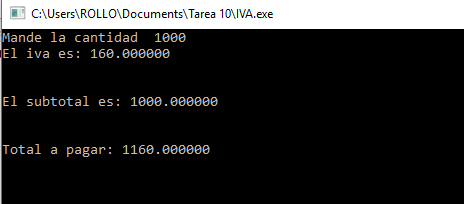 C:\Users\ROLLO\Documents\Tarea 10\IVA.exe
Mande la cantidad  1000
El iva es: 160.000000
El subtotal es: 1000.000000
Total a pagar: 1160.000000